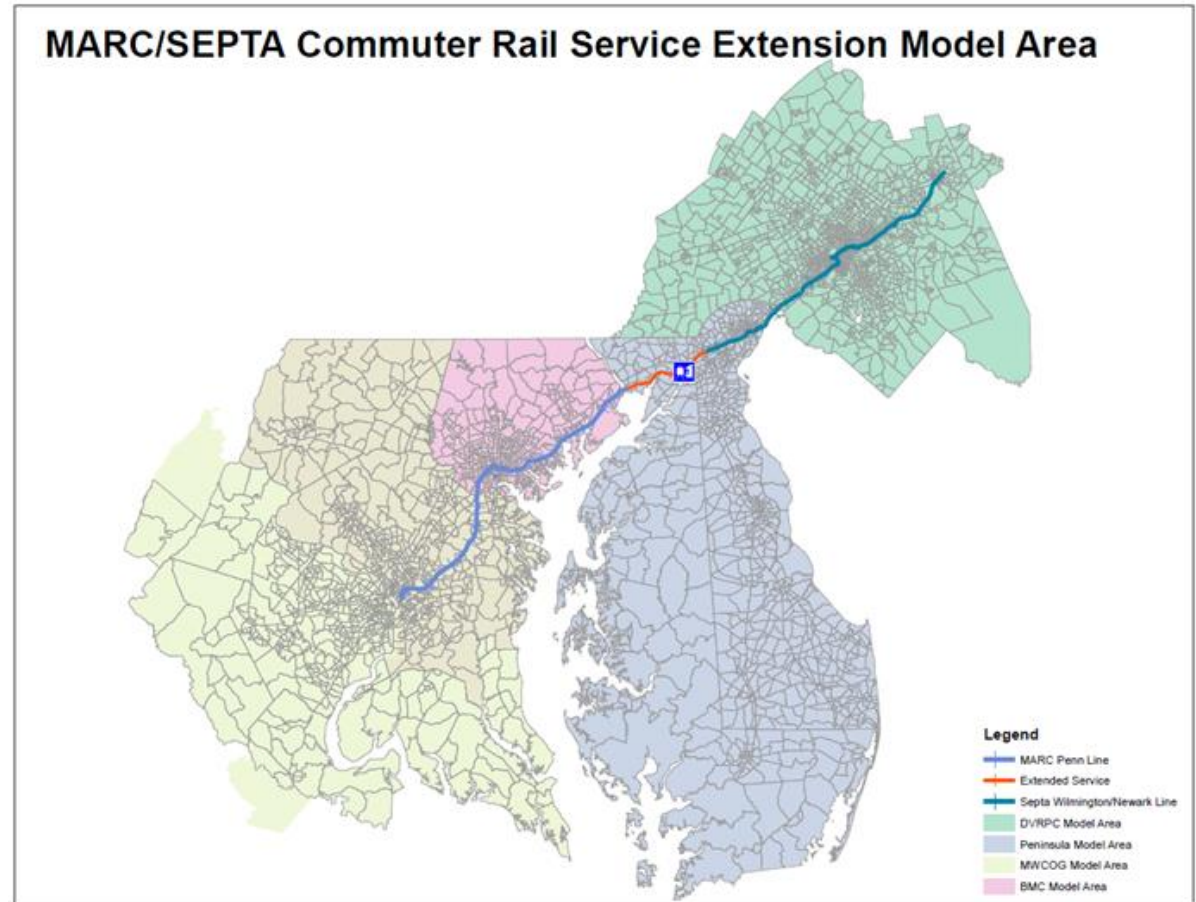 MARC/SEPTA Commuter Rail Service Extension Model Area
Legend
MARC Penn Line
Extended Service
Septa Wilmington/Newark Line
DVRPC Model Area
Peninsula Model Area
MWCOG Model Area
BMC Model Area